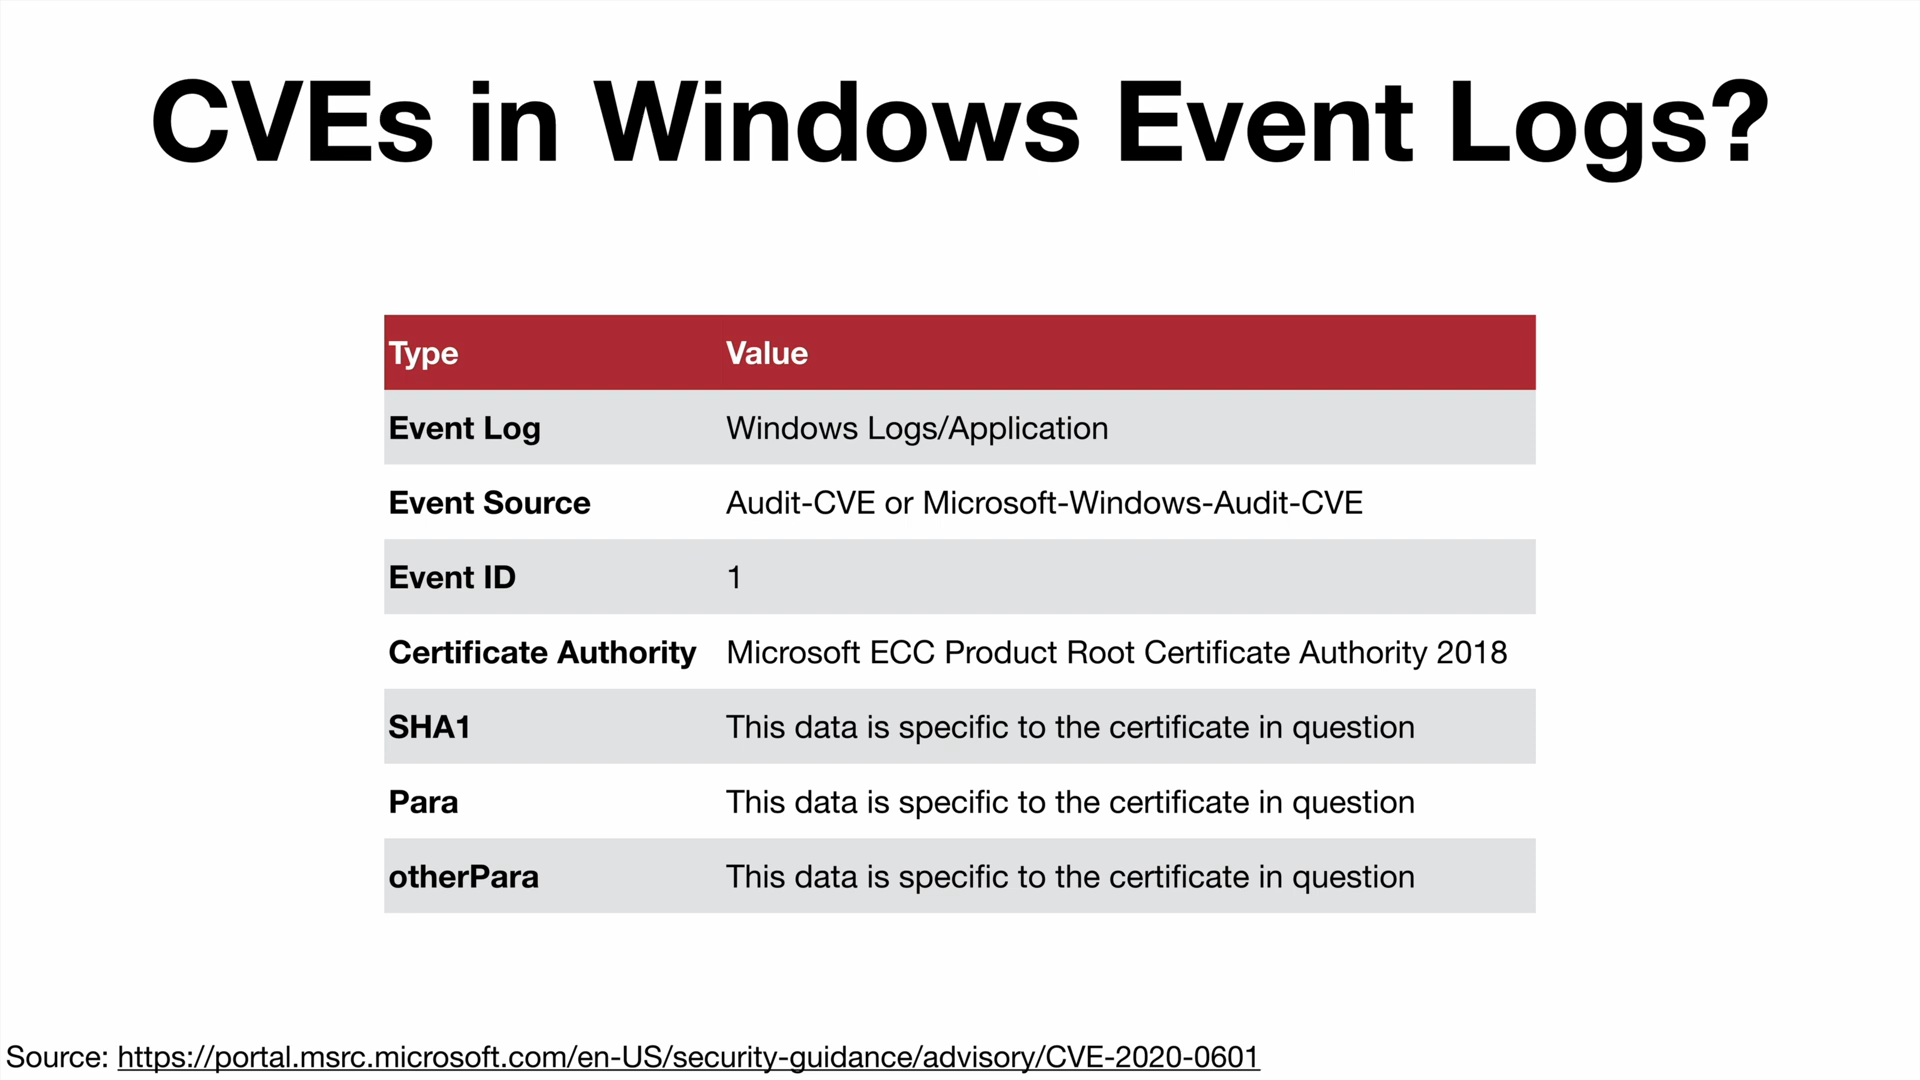 CVEs in Windows Event Logs?
Type Value
Event Log Windows Logs/Application
Event Source Audit-CVE or Microsoft-Windows-Audit-CVE
Event ID 1
Certificate Authority Microsoft ECC Product Root Certificate Authority 2018
SHA1 This data is specific to the certificate in question
Para This data is specific to the certificate in question
otherPara This data is specific to the certificate in question
Source: https://portal.msrc.microsoft.com/en-US/security-guidance/advisory/CVE-2020-0601